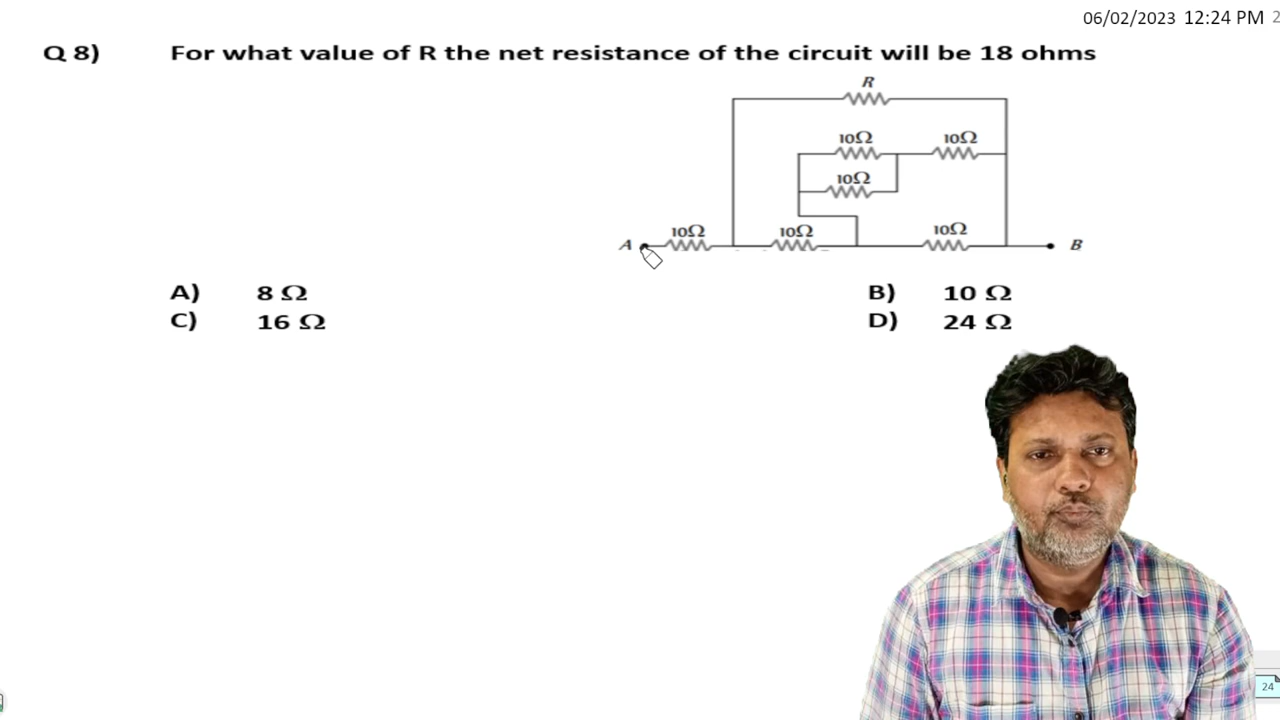 06/02/2023 12:24 PM 2
Q 8) For what value of R the net resistance of the circuit will be 18 ohms
R
10Ω 10Ω
10Ω
A 10Ω 10Ω 10Ω B
A) 8 Ω B) 10 Ω
C) 16 Ω D) 24 Ω
24